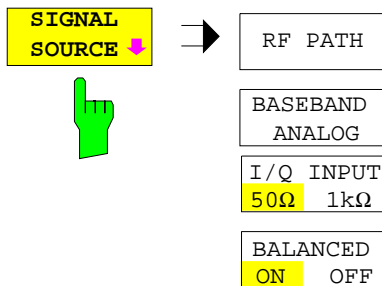 SIGNAL
SOURCE
RF PATH
BASEBAND
ANALOG
I/Q INPUT
50Ω 1kΩ
BALANCED
ON OFF